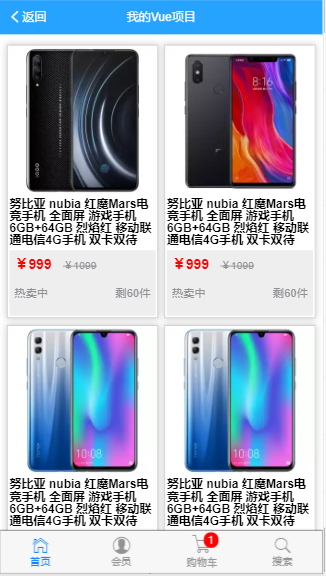 返回
我的Vue项目
iQOO
8:16
努比亚 nubia 红魔Mars电
竞手机 全面屏 游戏手机
6GB+64GB 烈焰红 移动联
通电信4G手机 双卡双待
￥999 ￥1099
热卖中 剩60件
努比亚 nubia 红魔Mars电
竞手机 全面屏 游戏手机
6GB+64GB 烈焰红 移动联
通电信4G手机 双卡双待
￥999 ￥1099
热卖中 剩60件
honor
honor
努比亚 nubia 红魔Mars电
竞手机 全面屏 游戏手机
6GB+64GB 烈焰红 移动联
通电信4G手机 双卡双待
努比亚 nubia 红魔Mars电
竞手机 全面屏 游戏手机
6GB+64GB 烈焰红 移动联
通电信4G手机 双卡双待
首页
会员
1
购物车
搜索